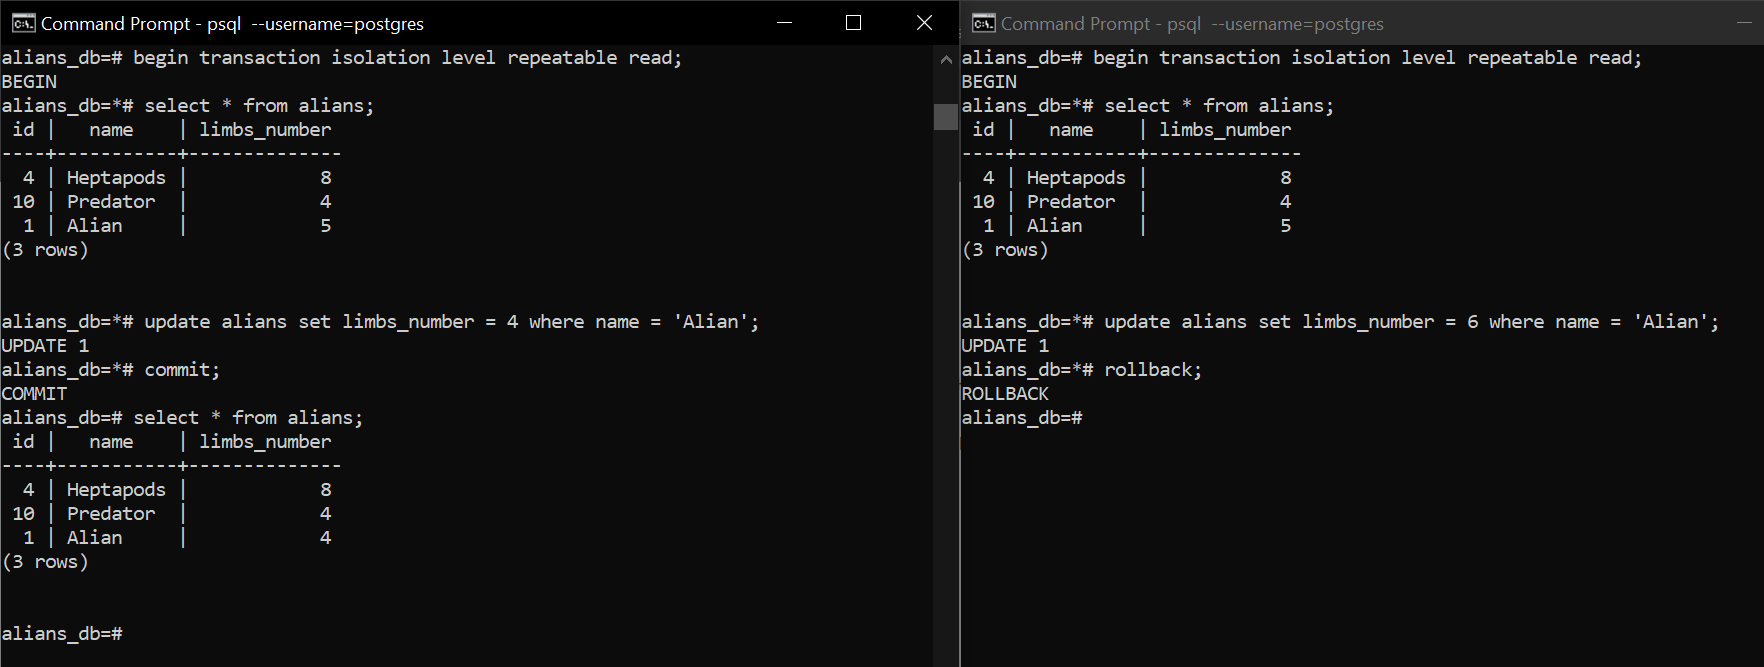 Command Prompt - psql  --username=postgres
alians_db=# begin transaction isolation level repeatable read;
BEGIN
alians_db=*# select * from alians;
 id |   name    | limbs_number
----+-----------+--------------
  4 | Heptapods |            8
 10 | Predator  |            4
  1 | Alian     |            5
(3 rows)
alians_db=*# update alians set limbs_number = 4 where name = 'Alian';
UPDATE 1
alians_db=*# commit;
COMMIT
alians_db=# select * from alians;
 id |   name    | limbs_number
----+-----------+--------------
  4 | Heptapods |            8
 10 | Predator  |            4
  1 | Alian     |            4
(3 rows)
alians_db=#
Command Prompt - psql  --username=postgres
alians_db=# begin transaction isolation level repeatable read;
BEGIN
alians_db=*# select * from alians;
 id |   name    | limbs_number
----+-----------+--------------
  4 | Heptapods |            8
 10 | Predator  |            4
  1 | Alian     |            5
(3 rows)
alians_db=*# update alians set limbs_number = 6 where name = 'Alian';
UPDATE 1
alians_db=*# rollback;
ROLLBACK
alians_db=#